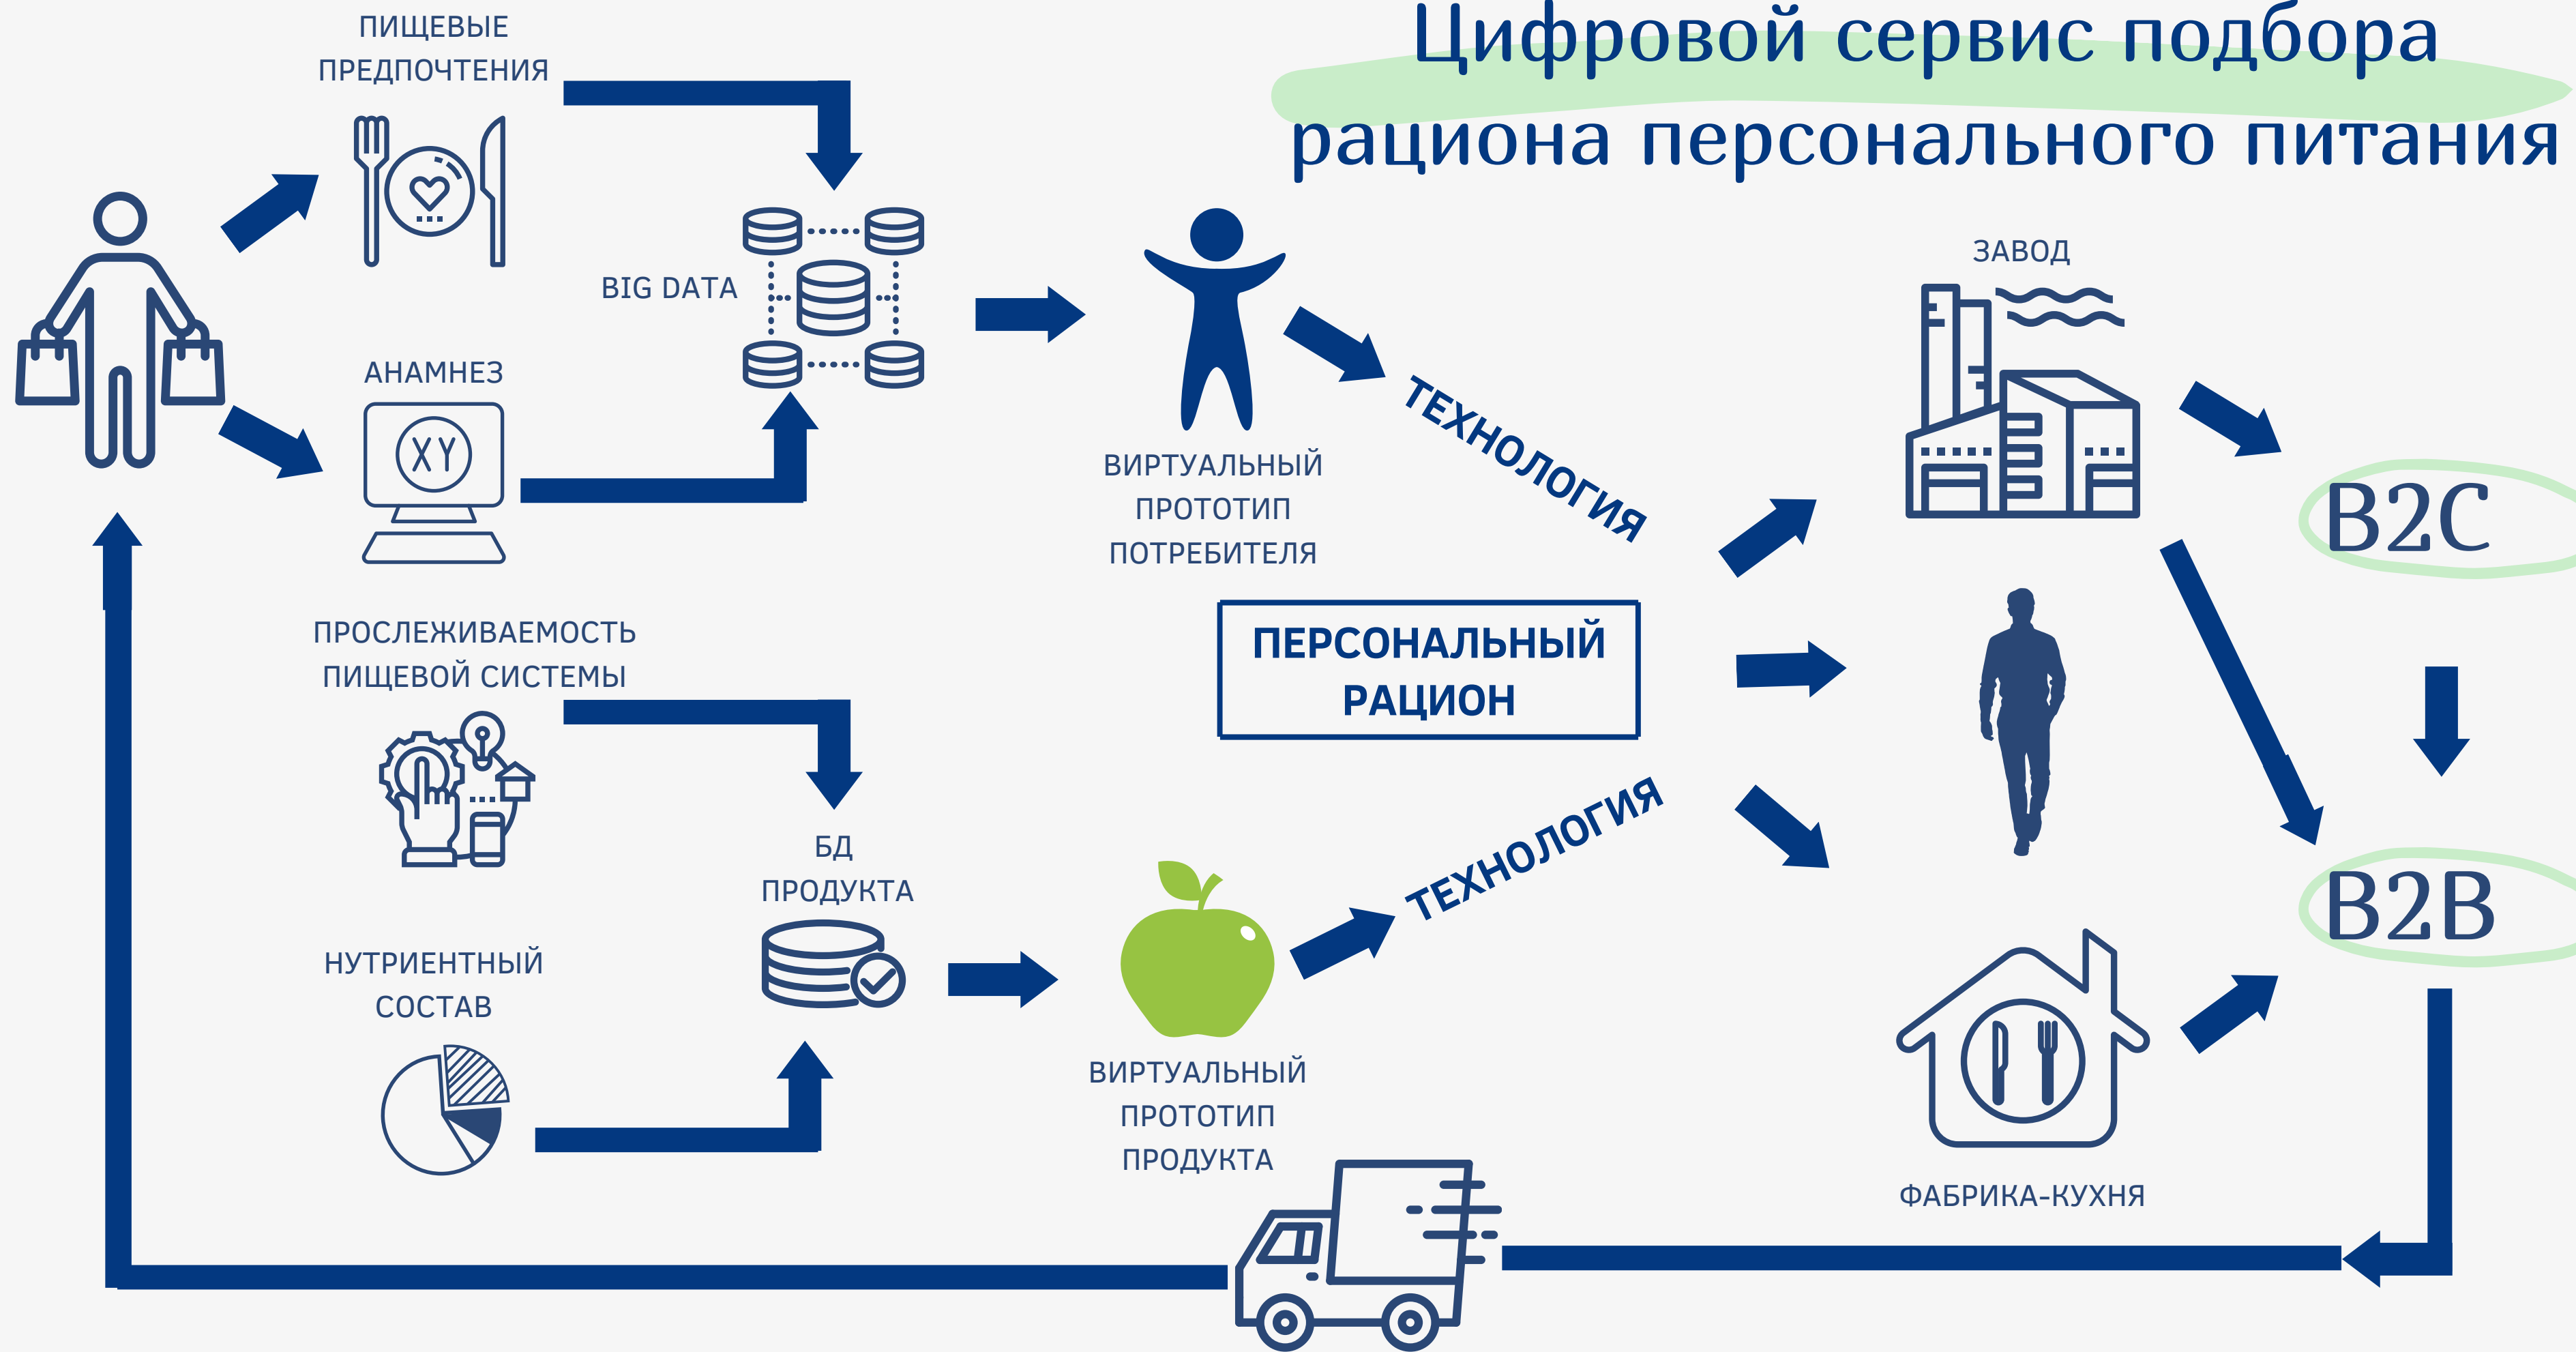 Цифровой сервис подбора
рациона персонального питания
ПИЩЕВЫЕ
ПРЕДПОЧТЕНИЯ
BIG DATA
АНАМНЕЗ
XY
ВИРТУАЛЬНЫЙ
ПРОТОТИП
ПОТРЕБИТЕЛЯ
ТЕХНОЛОГИЯ
ЗАВОД
B2C
ПРОСЛЕЖИВАЕМОСТЬ
ПИЩЕВОЙ СИСТЕМЫ
ПЕРСОНАЛЬНЫЙ
РАЦИОН
БД
ПРОДУКТА
ТЕХНОЛОГИЯ
B2B
НУТРИЕНТНЫЙ
СОСТАВ
ВИРТУАЛЬНЫЙ
ПРОТОТИП
ПРОДУКТА
ФАБРИКА-КУХНЯ